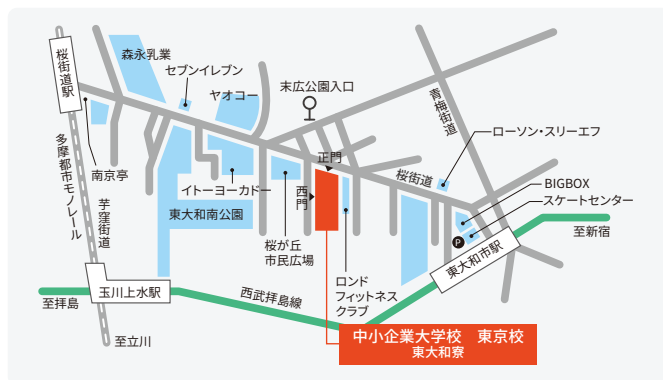 森永乳業
セブンイレブン
ヤオコー
末広公園入口
桜街道駅
青梅街道
ローソン・スリーエフ
正門
多摩都市モノレール
南京亭
芋窪街道
イトーヨーカドー
西門
桜街道
BIGBOX
スケートセンター
東大和南公園
至新宿
P
桜が丘
市民広場
東大和市駅
ロンド
フィットネス
クラブ
玉川上水駅
西武拝島線
至拝島
中小企業大学校 東京校
東大和寮
至立川